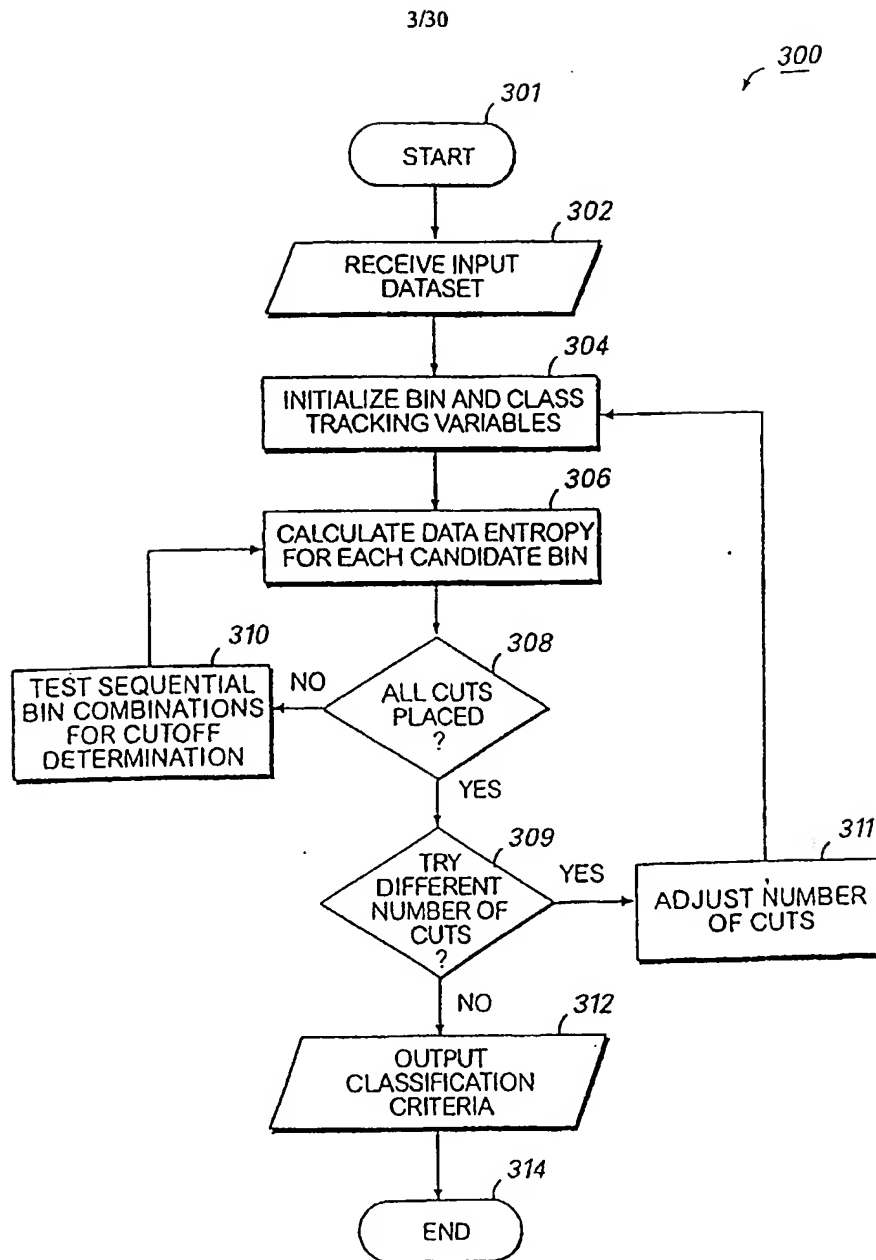 3/30
300
301
START
302
RECEIVE INPUT
DATASET
304
INITIALIZE BIN AND CLASS
TRACKING VARIABLES
306
CALCULATE DATA ENTROPY
FOR EACH CANDIDATE BIN
310
TEST SEQUENTIAL
BIN COMBINATIONS
FOR CUTOFF
DETERMINATION
NO
308
ALL CUTS
PLACED
?
YES
309
TRY
DIFFERENT
NUMBER OF
CUTS
?
YES
311
ADJUST NUMBER
OF CUTS
NO
312
OUTPUT
CLASSIFICATION
CRITERIA
314
END